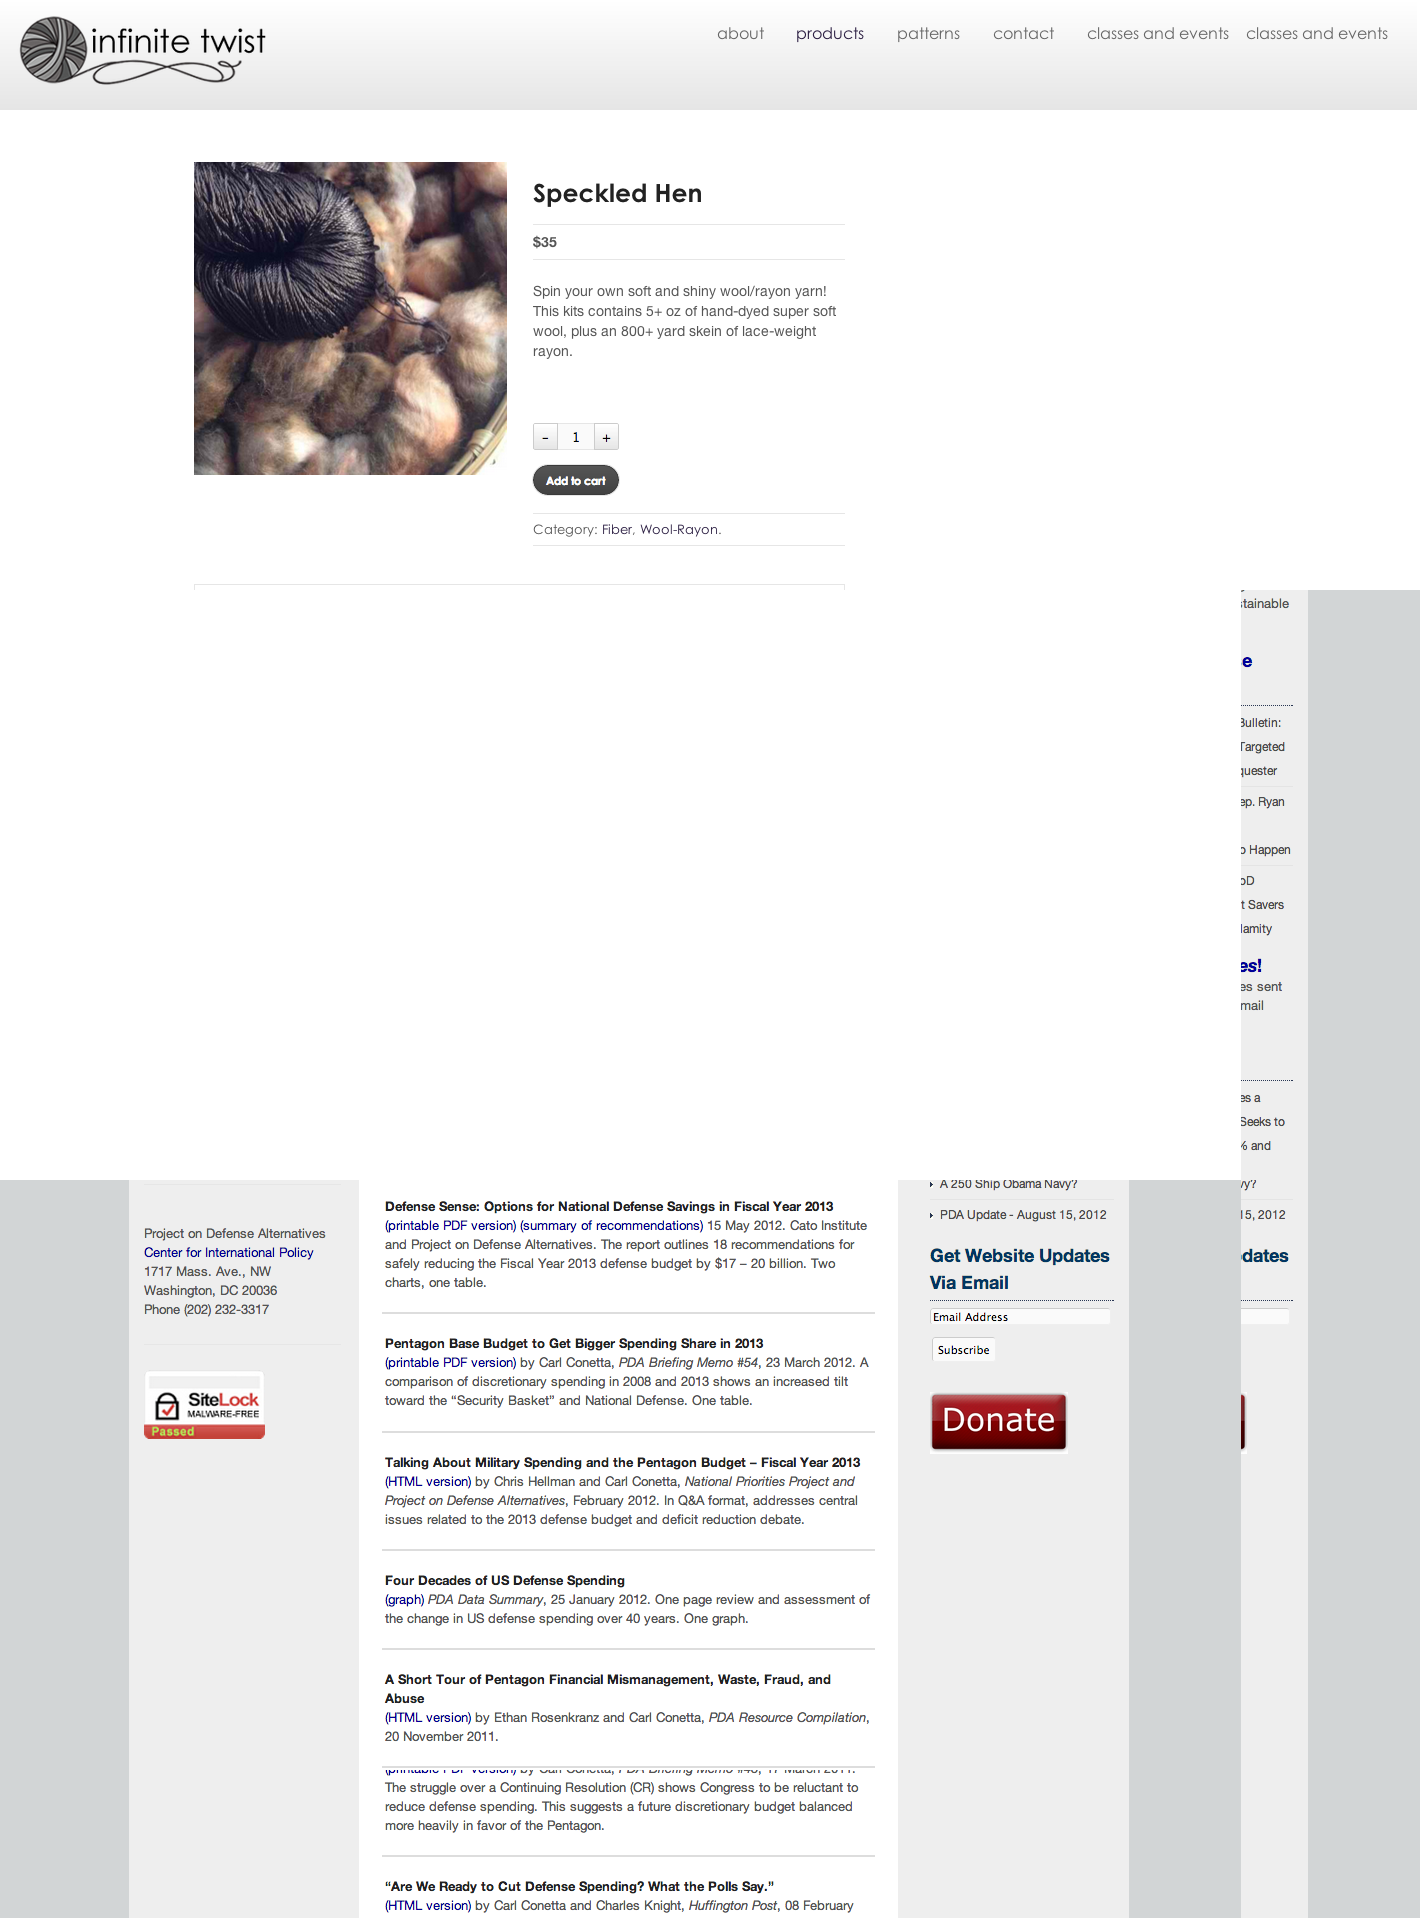 infinite twist
about products patterns contact classes and events classes and events
Speckled Hen
$35
Spin your own soft and shiny wool/rayon yarn!
This kits contains 5+ oz of hand-dyed super soft
wool, plus an 800+ yard skein of lace-weight
rayon.
- 1 +
Add to cart
Category: Fiber, Wool-Rayon.
stainable
se
Bulletin:
Targeted
quester
ep. Ryan
o Happen
oD
t Savers
lamity
es!
es sent
mail
es a
Seeks to
% and
vy?
15, 2012
dates
Project on Defense Alternatives
Center for International Policy
1717 Mass. Ave., NW
Washington, DC 20036
Phone (202) 232-3317
SiteLock
MALWARE-FREE
Passed
Defense Sense: Options for National Defense Savings in Fiscal Year 2013
(printable PDF version) (summary of recommendations) 15 May 2012. Cato Institute
and Project on Defense Alternatives. The report outlines 18 recommendations for
safely reducing the Fiscal Year 2013 defense budget by $17 – 20 billion. Two
charts, one table.
Pentagon Base Budget to Get Bigger Spending Share in 2013
(printable PDF version) by Carl Conetta, PDA Briefing Memo #54, 23 March 2012. A
comparison of discretionary spending in 2008 and 2013 shows an increased tilt
toward the “Security Basket” and National Defense. One table.
Talking About Military Spending and the Pentagon Budget – Fiscal Year 2013
(HTML version) by Chris Hellman and Carl Conetta, National Priorities Project and
Project on Defense Alternatives, February 2012. In Q&A format, addresses central
issues related to the 2013 defense budget and deficit reduction debate.
Four Decades of US Defense Spending
(graph) PDA Data Summary, 25 January 2012. One page review and assessment of
the change in US defense spending over 40 years. One graph.
A Short Tour of Pentagon Financial Mismanagement, Waste, Fraud, and
Abuse
(HTML version) by Ethan Rosenkranz and Carl Conetta, PDA Resource Compilation,
20 November 2011.
(printable PDF version) by Carl Conetta, PDA Briefing Memo
The struggle over a Continuing Resolution (CR) shows Congress to be reluctant to
reduce defense spending. This suggests a future discretionary budget balanced
more heavily in favor of the Pentagon.
“Are We Ready to Cut Defense Spending? What the Polls Say.”
(HTML version) by Carl Conetta and Charles Knight, Huffington Post, 08 February
A 250 Ship Obama Navy?
PDA Update - August 15, 2012
Get Website Updates
Via Email
Email Address
Subscribe
Donate